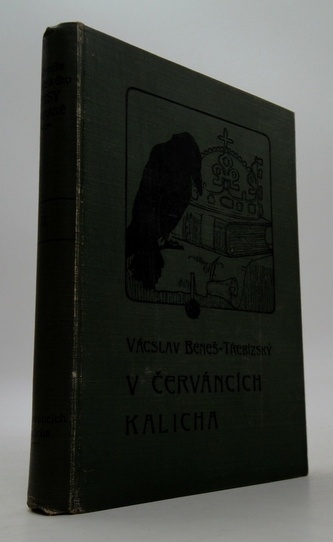 VÁCSLAV BENEŠ-TŘEBÍZSKÝ
V ČERVÁNCÍCH
KALICHA